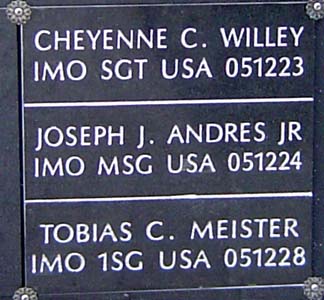 CHEYENNE C. WILLEY
IMO SGT USA 051223
JOSEPH J. ANDRES JR
IMO MSG USA 051224
TOBIAS C. MEISTER
IMO 1SG USA 051228